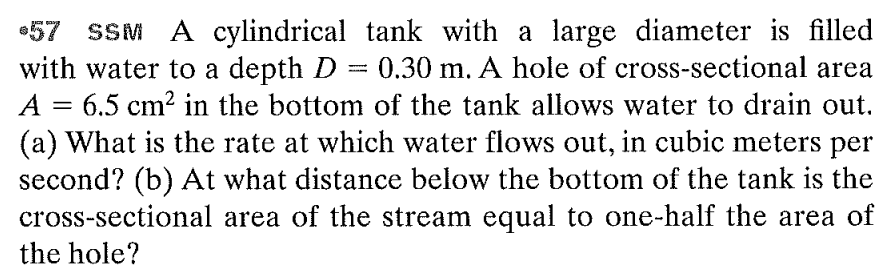 •57 SSM A cylindrical tank with a large diameter is filled
with water to a depth D = 0.30 m. A hole of cross-sectional area
A = 6.5 cm² in the bottom of the tank allows water to drain out.
(a) What is the rate at which water flows out, in cubic meters per
second? (b) At what distance below the bottom of the tank is the
cross-sectional area of the stream equal to one-half the area of
the hole?